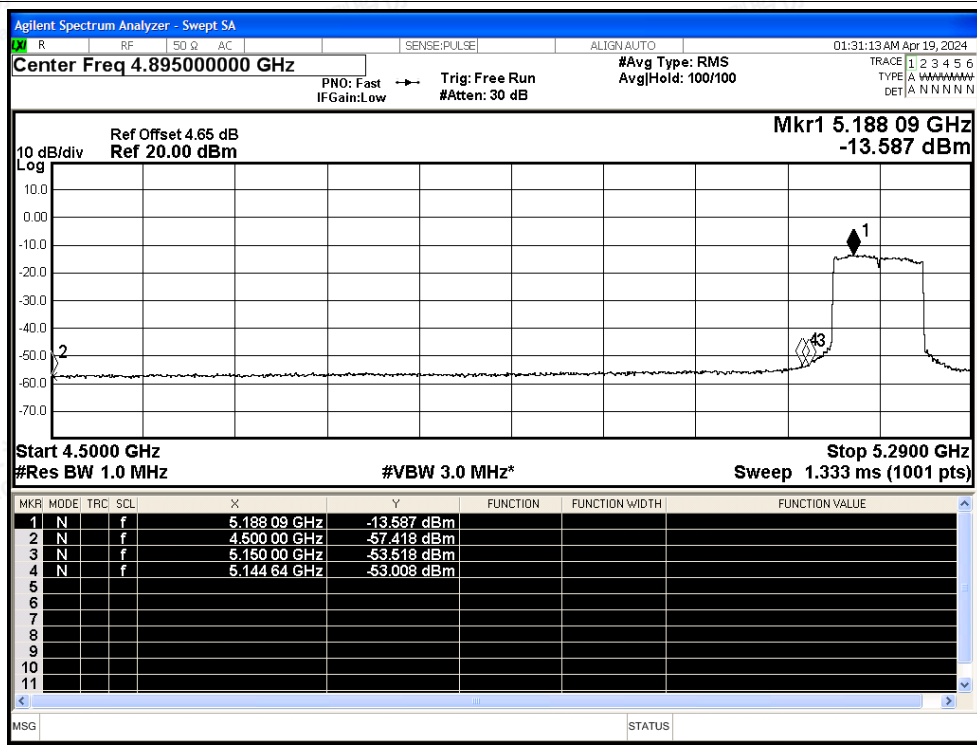 Agilent Spectrum Analyzer - Swept SA
LXI R RF 50 Ω AC SENSE:PULSE ALIGN AUTO 01:31:13 AM Apr 19, 2024
Center Freq 4.895000000 GHz
PNO: Fast
IFGain:Low
Trig: Free Run
#Atten: 30 dB
#Avg Type: RMS
Avg|Hold: 100/100
TRACE 1 2 3 4 5 6
TYPE A WWWWW
DET A N N N N N
Mkr1 5.188 09 GHz
-13.587 dBm
Ref Offset 4.65 dB
10 dB/div Ref 20.00 dBm
Log
10.0
0.00
-10.0
-20.0
-30.0
-40.0
-50.0
-60.0
-70.0
1
2
43
Start 4.5000 GHz Stop 5.2900 GHz
#Res BW 1.0 MHz #VBW 3.0 MHz* Sweep 1.333 ms (1001 pts)
MKR MODE TRC SCL X Y FUNCTION FUNCTION WIDTH FUNCTION VALUE
1 N f 5.188 09 GHz -13.587 dBm
2 N f 4.500 00 GHz -57.418 dBm
3 N f 5.150 00 GHz -53.518 dBm
4 N f 5.144 64 GHz -53.008 dBm
5
6
7
8
9
10
11
MSG STATUS